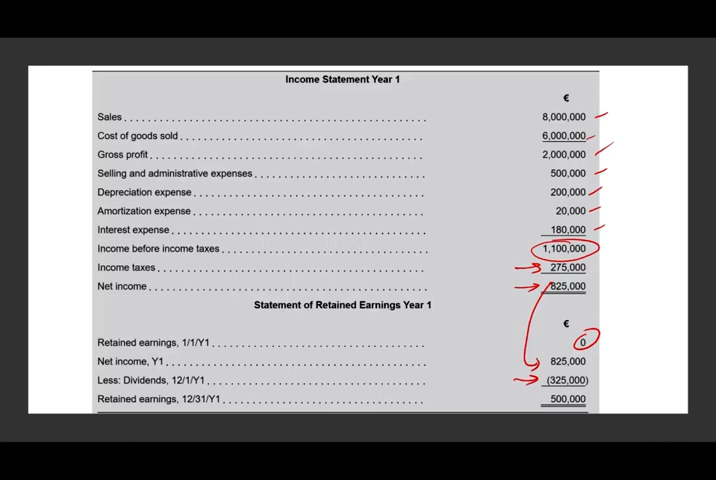 Income Statement Year 1
€
Sales . . . . . . . . . . . . . . . . . . . . . . . . . . . . . . 8,000,000
Cost of goods sold . . . . . . . . . . . . . . . . . . . . . . . . . 6,000,000
Gross profit . . . . . . . . . . . . . . . . . . . . . . . . . . . . 2,000,000
Selling and administrative expenses . . . . . . . . . . . . . . . . . 500,000
Depreciation expense . . . . . . . . . . . . . . . . . . . . . . . . 200,000
Amortization expense . . . . . . . . . . . . . . . . . . . . . . . . 20,000
Interest expense . . . . . . . . . . . . . . . . . . . . . . . . . . 180,000
Income before income taxes . . . . . . . . . . . . . . . . . . . . . 1,100,000
Income taxes . . . . . . . . . . . . . . . . . . . . . . . . . . . . 275,000
Net income . . . . . . . . . . . . . . . . . . . . . . . . . . . . . 825,000
Statement of Retained Earnings Year 1
€
Retained earnings, 1/1/Y1 . . . . . . . . . . . . . . . . . . . . . . 0
Net income, Y1 . . . . . . . . . . . . . . . . . . . . . . . . . . . 825,000
Less: Dividends, 12/1/Y1 . . . . . . . . . . . . . . . . . . . . . . (325,000)
Retained earnings, 12/31/Y1 . . . . . . . . . . . . . . . . . . . . . 500,000